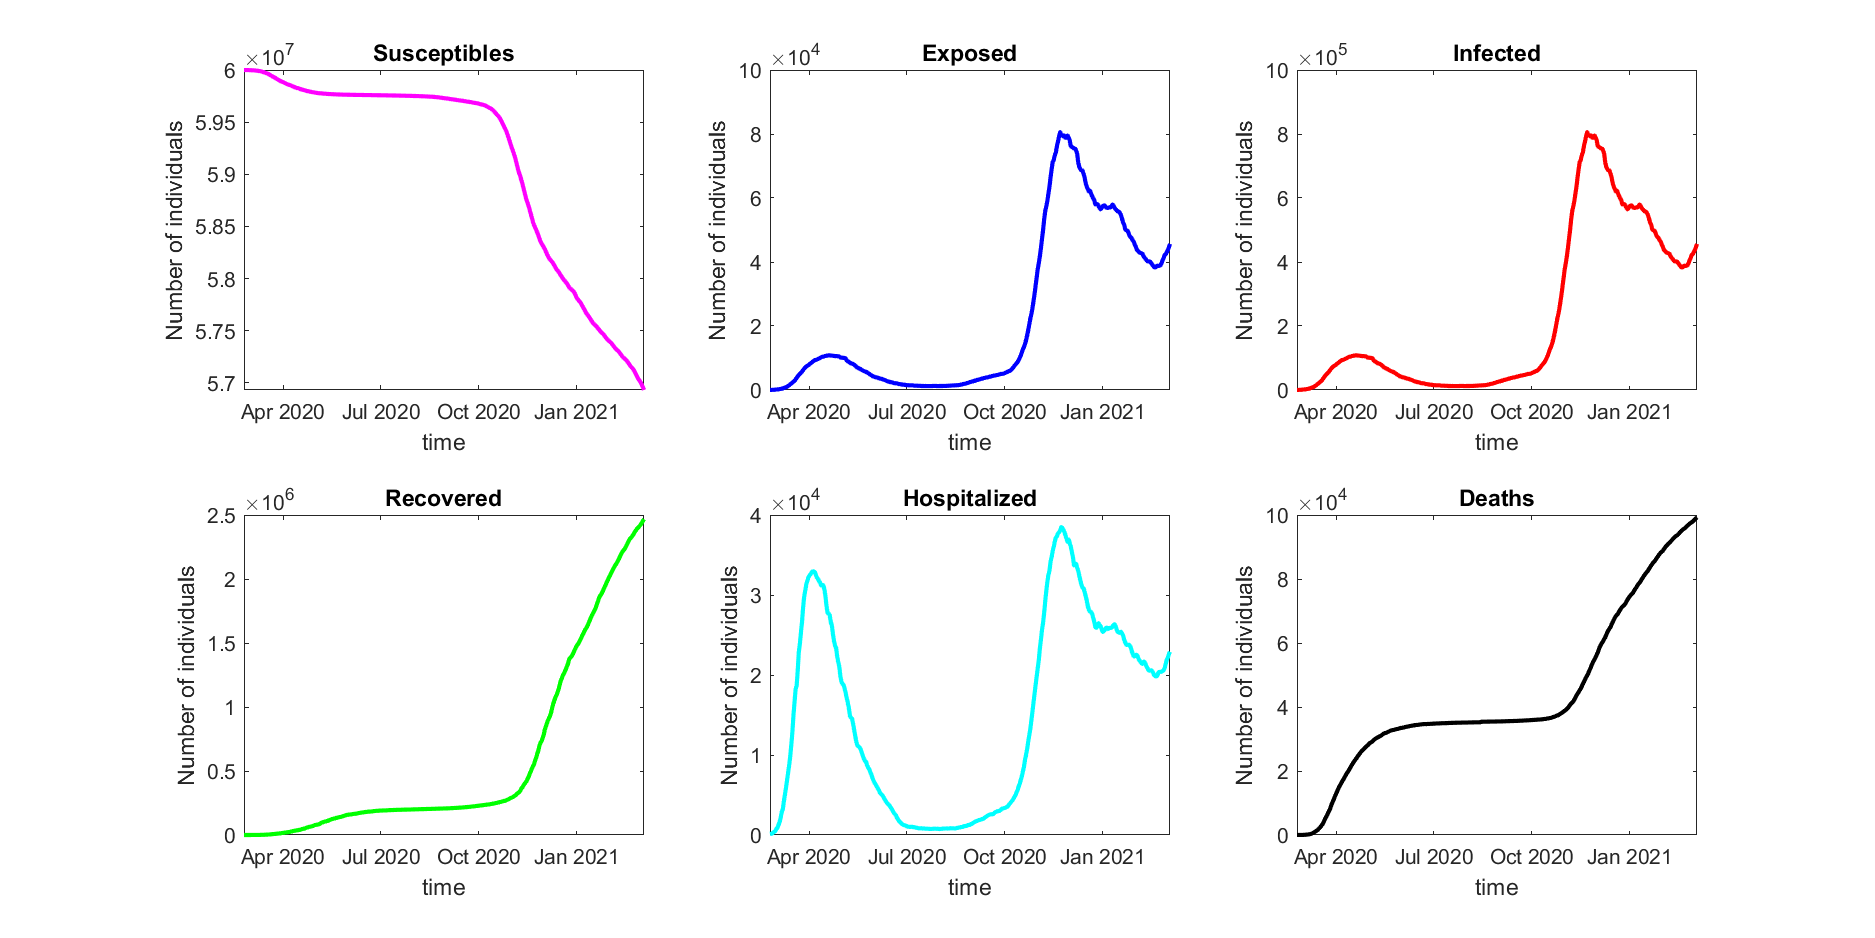 Susceptibles
×10^7
6
5.95
5.9
5.85
5.8
5.75
5.7
Number of individuals
Apr 2020 Jul 2020 Oct 2020 Jan 2021
time
Exposed
×10^4
10
8
6
4
2
0
Number of individuals
Apr 2020 Jul 2020 Oct 2020 Jan 2021
time
Infected
×10^5
10
8
6
4
2
0
Number of individuals
Apr 2020 Jul 2020 Oct 2020 Jan 2021
time
Recovered
×10^6
2.5
2
1.5
1
0.5
0
Number of individuals
Apr 2020 Jul 2020 Oct 2020 Jan 2021
time
Hospitalized
×10^4
4
3
2
1
0
Number of individuals
Apr 2020 Jul 2020 Oct 2020 Jan 2021
time
Deaths
×10^4
10
8
6
4
2
0
Number of individuals
Apr 2020 Jul 2020 Oct 2020 Jan 2021
time